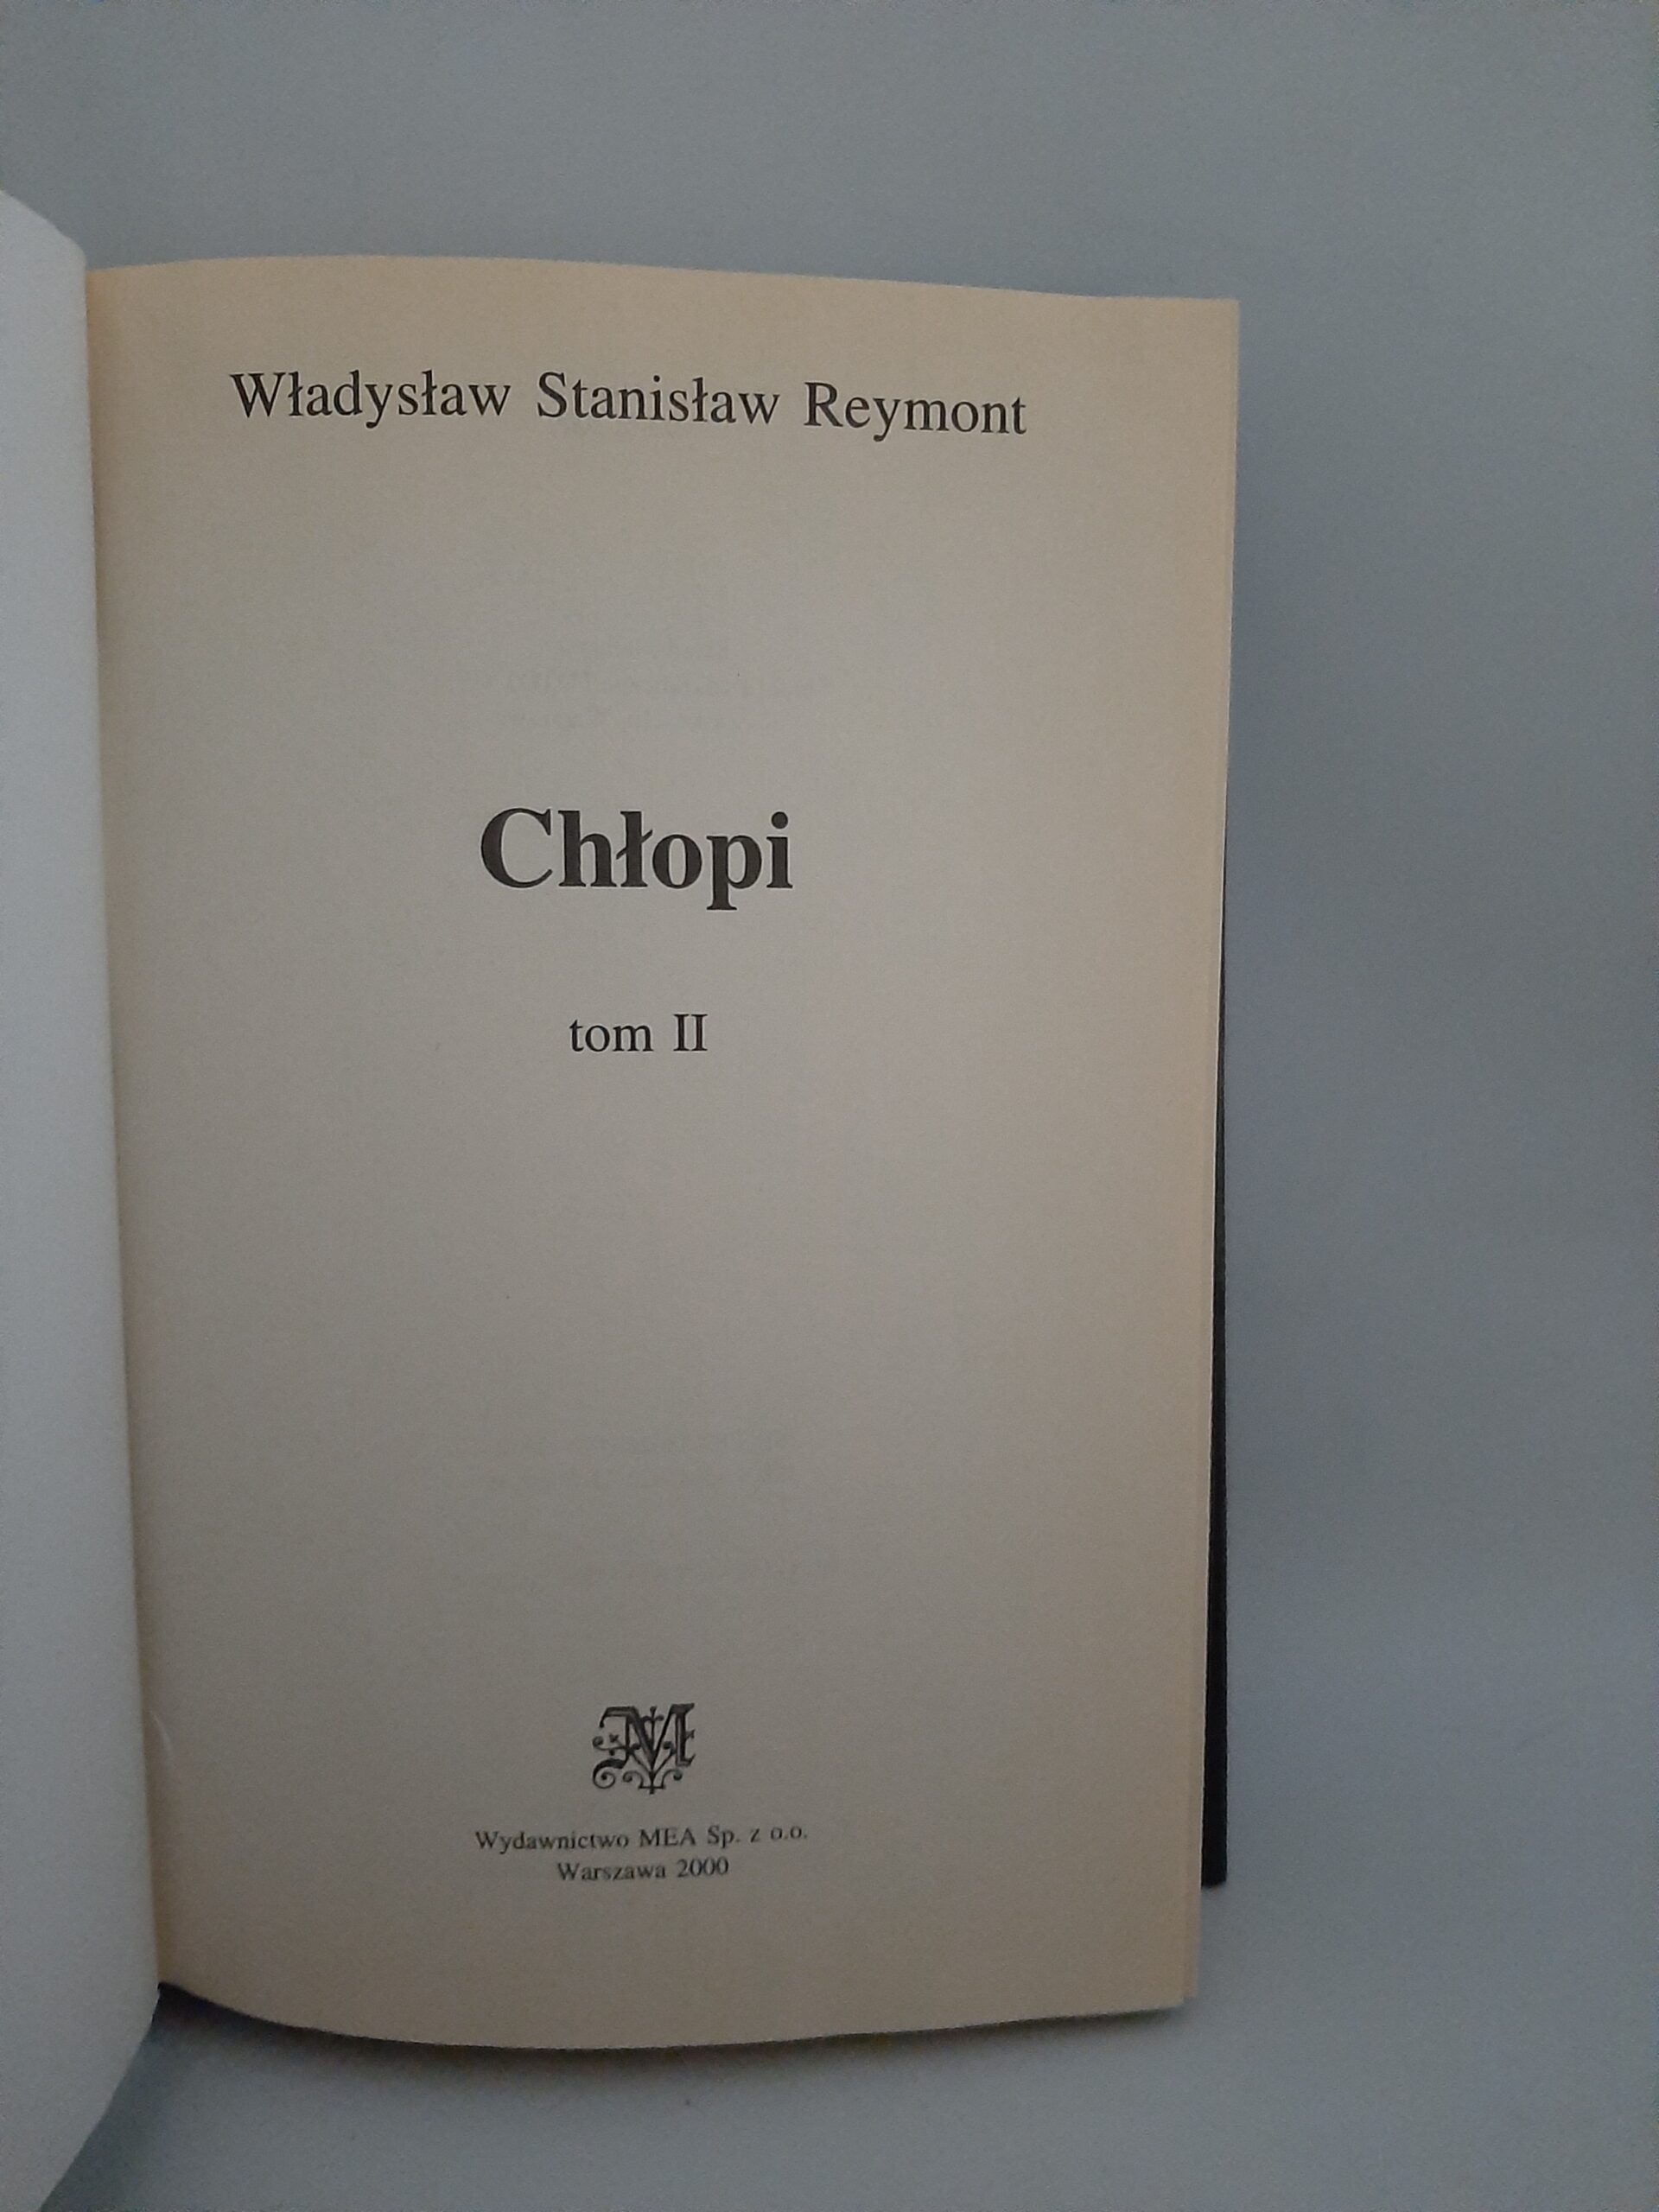 Władysław Stanisław Reymont
Chłopi
tom II
M
Wydawnictwo MEA Sp. z o.o.
Warszawa 2000